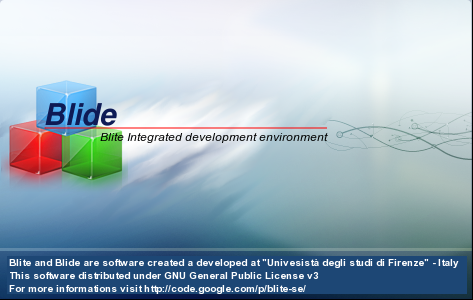 Blide
Blite Integrated development environment
Blite and Blide are software created a developed at "Univesistà degli studi di Firenze" - Italy
This software distributed under GNU General Public License v3
For more informations visit http://code.google.com/p/blite-se/